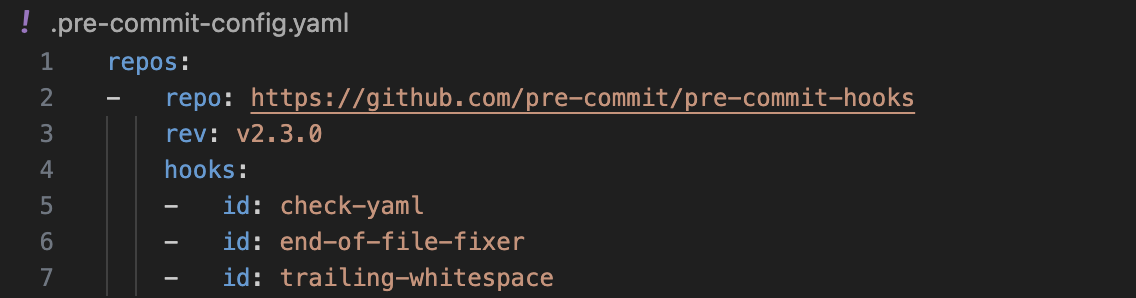 ! .pre-commit-config.yaml
1 repos:
2 -   repo: https://github.com/pre-commit/pre-commit-hooks
3     rev: v2.3.0
4     hooks:
5     -   id: check-yaml
6     -   id: end-of-file-fixer
7     -   id: trailing-whitespace